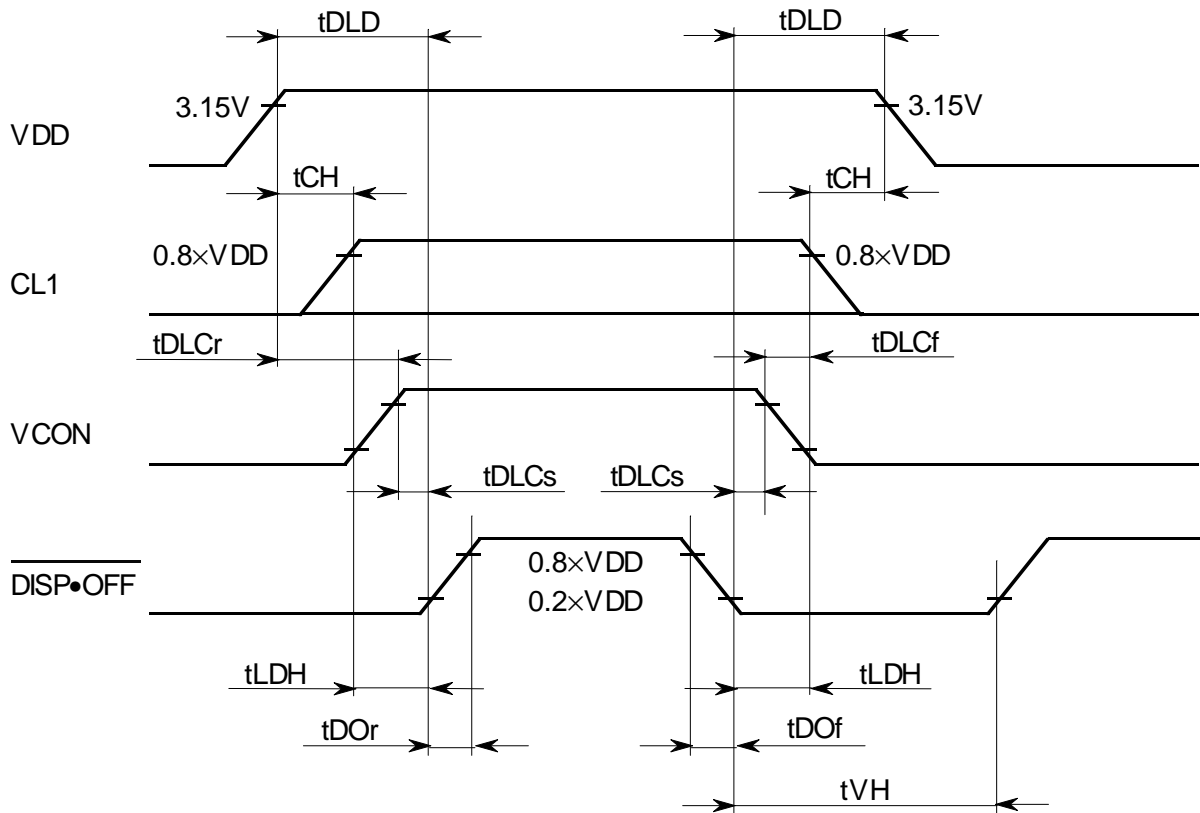 tDLD tDLD
3.15V 3.15V
VDD
tCH tCH
0.8×VDD 0.8×VDD
CL1
tDLCr tDLCf
VCON
tDLCs tDLCs
0.8×VDD
DISP•OFF
0.2×VDD
tLDH tLDH
tDOr tDOf
tVH